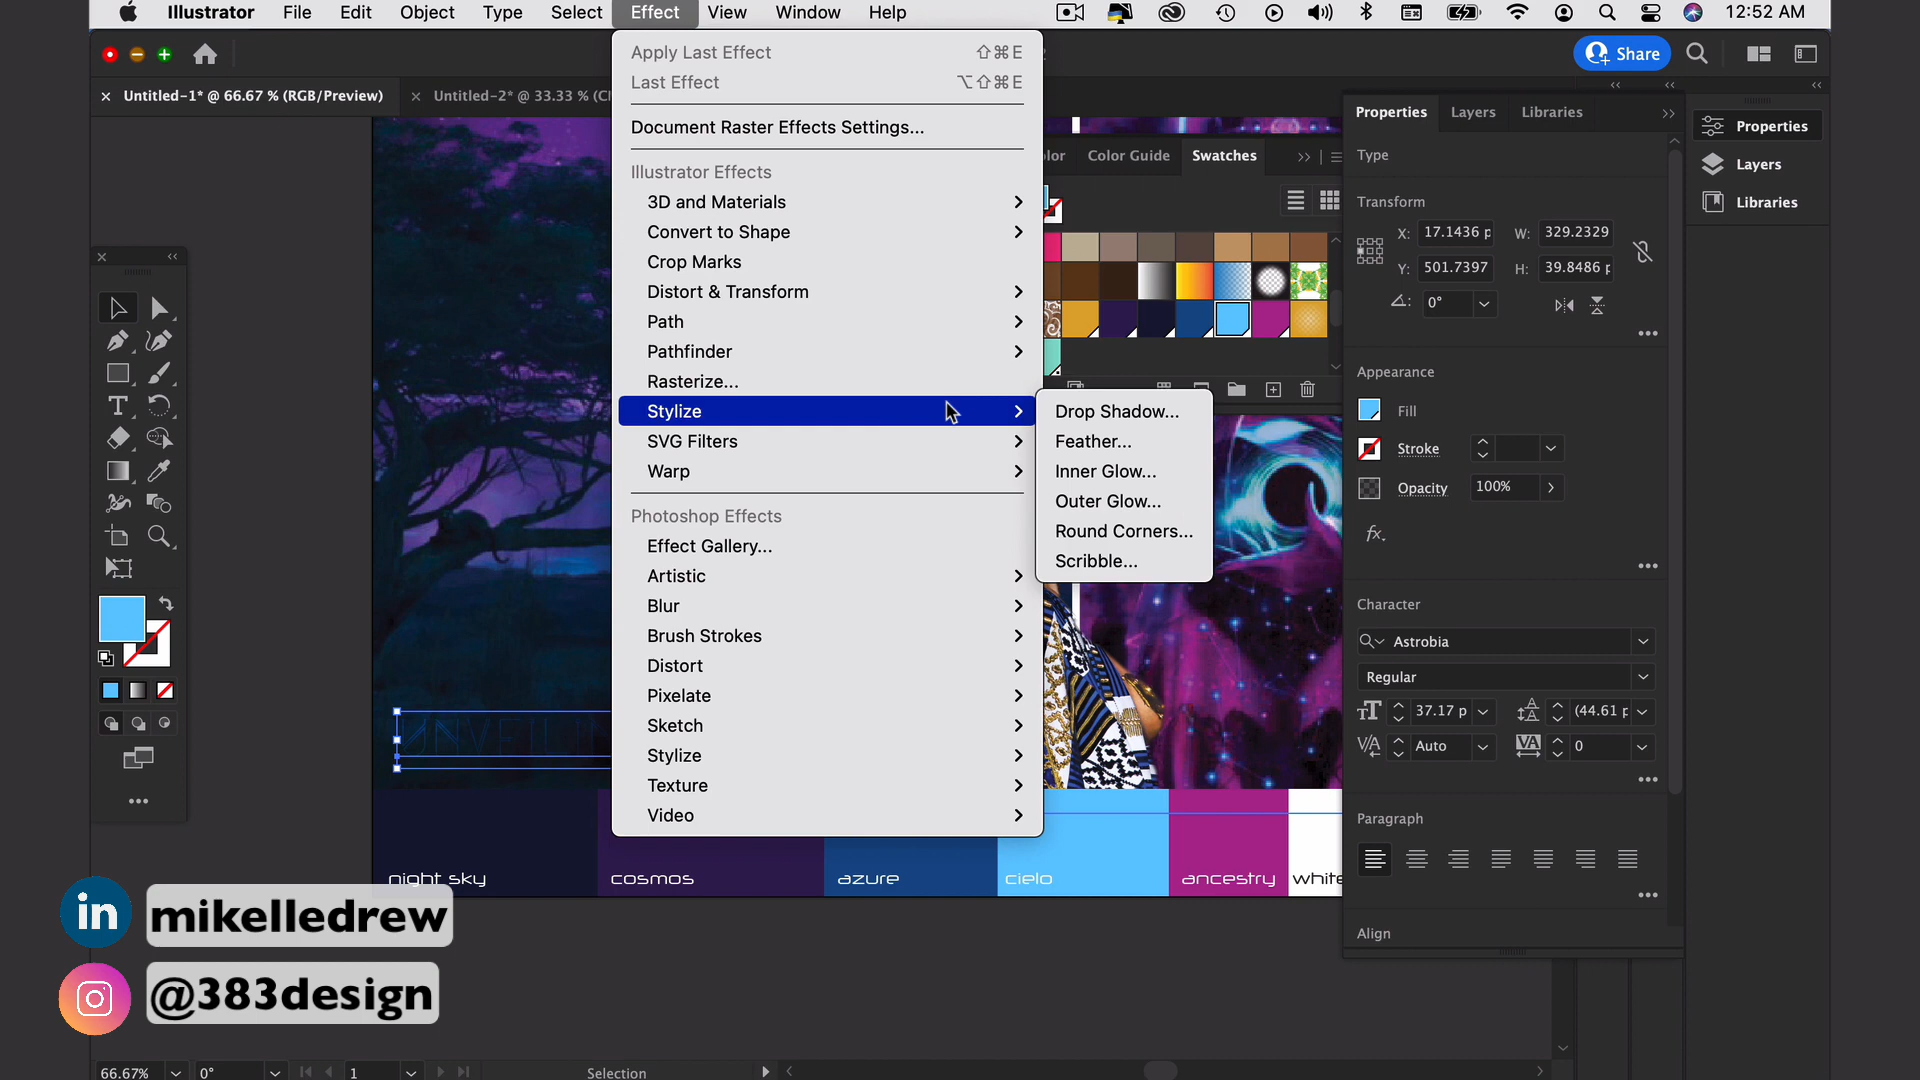 Illustrator File Edit Object Type Select Effect View Window Help 12:52 AM
Share
Untitled-1* @ 66.67 % (RGB/Preview)
Untitled-2* @ 33.33 %
Apply Last Effect ⇧⌘E
Last Effect ⌥⇧⌘E
Document Raster Effects Settings...
Illustrator Effects
3D and Materials
Convert to Shape
Crop Marks
Distort & Transform
Path
Pathfinder
Rasterize...
Stylize
SVG Filters
Warp
Photoshop Effects
Effect Gallery...
Artistic
Blur
Brush Strokes
Distort
Pixelate
Sketch
Stylize
Texture
Video
Drop Shadow...
Feather...
Inner Glow...
Outer Glow...
Round Corners...
Scribble...
Color Guide Swatches
Properties Layers Libraries
Type
Transform
X: 17.1436 p W: 329.2329
Y: 501.7397 H: 39.8486 p
0°
Appearance
Fill
Stroke
Opacity 100%
fx.
Character
Astrobia
Regular
37.17 p (44.61 p
Auto 0
Paragraph
Align
Properties
Layers
Libraries
night sky
cosmos
azure
cielo
ancestry
white
in mikelledrew
@383design
66.67% 0° 1 Selection